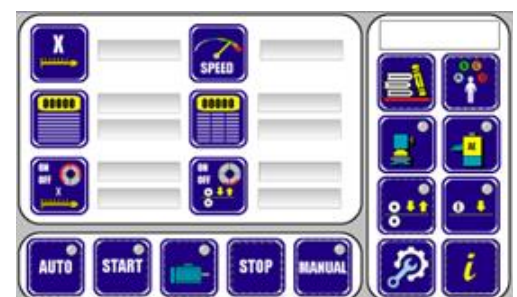 X
SPEED
00000
00000
ON
OFF
X
ON
OFF
AUTO
START
STOP
MANUAL
i